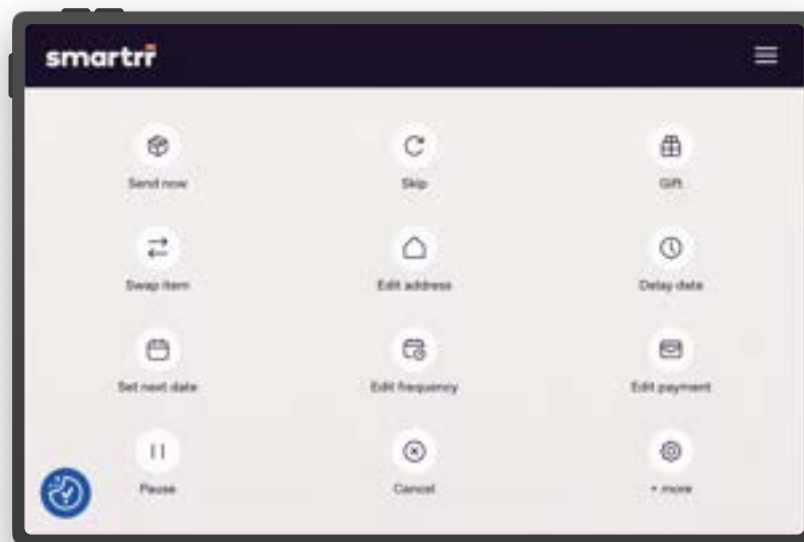 smartrr
Send now
Skip
Gift
Swap item
Edit address
Delay date
Set next date
Edit frequency
Edit payment
Pause
Cancel
+ more